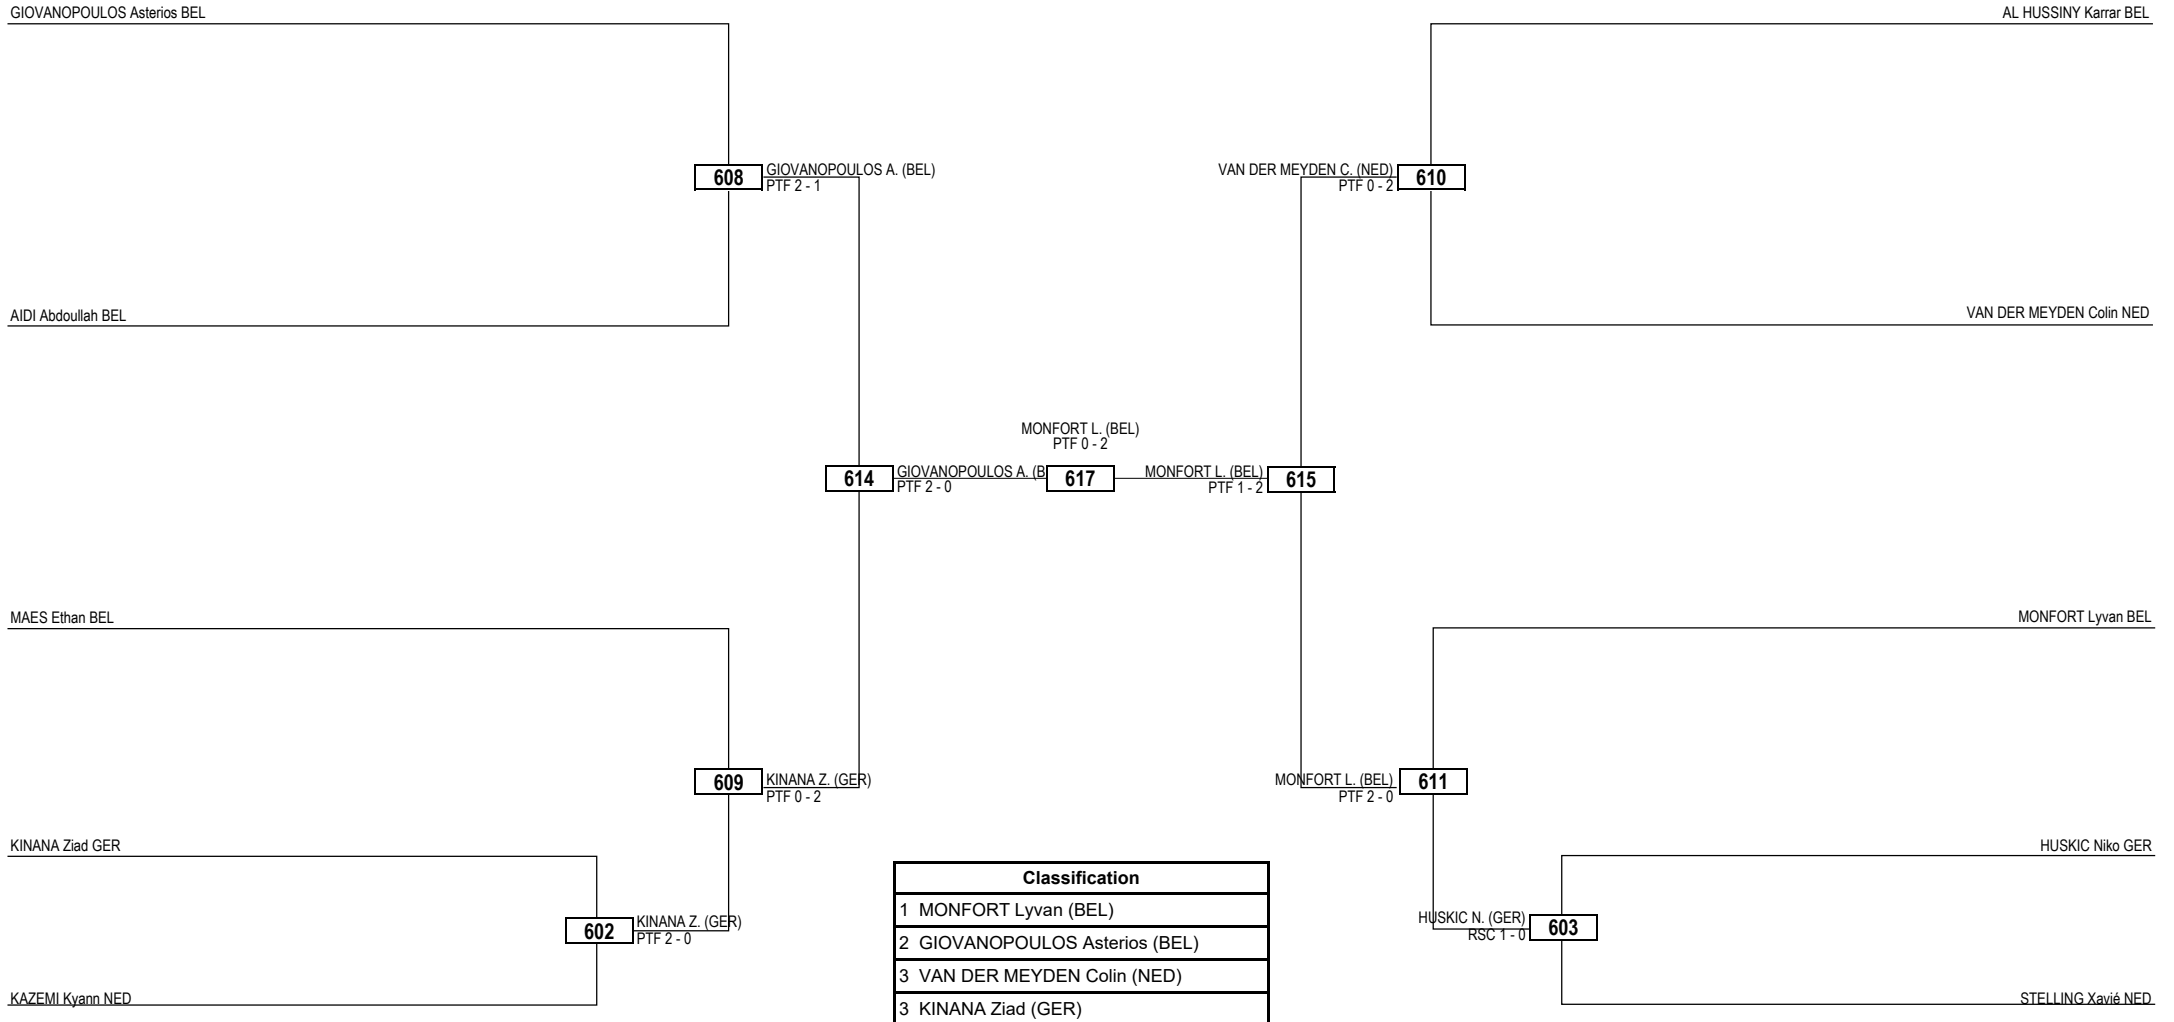 GIOVANOPOULOS Asterios BEL
AL HUSSINY Karrar BEL
608
GIOVANOPOULOS A. (BEL)
PTF 2 - 1
VAN DER MEYDEN C. (NED)
PTF 0 - 2
610
AIDI Abdoullah BEL
VAN DER MEYDEN Colin NED
MONFORT L. (BEL)
PTF 0 - 2
614
GIOVANOPOULOS A. (B
PTF 2 - 0
617
MONFORT L. (BEL)
PTF 1 - 2
615
MAES Ethan BEL
MONFORT Lyvan BEL
609
KINANA Z. (GER)
PTF 0 - 2
MONFORT L. (BEL)
PTF 2 - 0
611
KINANA Ziad GER
HUSKIC Niko GER
602
KINANA Z. (GER)
PTF 2 - 0
HUSKIC N. (GER)
RSC 1 - 0
603
KAZEMI Kyann NED
STELLING Xavié NED
Classification
1 MONFORT Lyvan (BEL)
2 GIOVANOPOULOS Asterios (BEL)
3 VAN DER MEYDEN Colin (NED)
3 KINANA Ziad (GER)